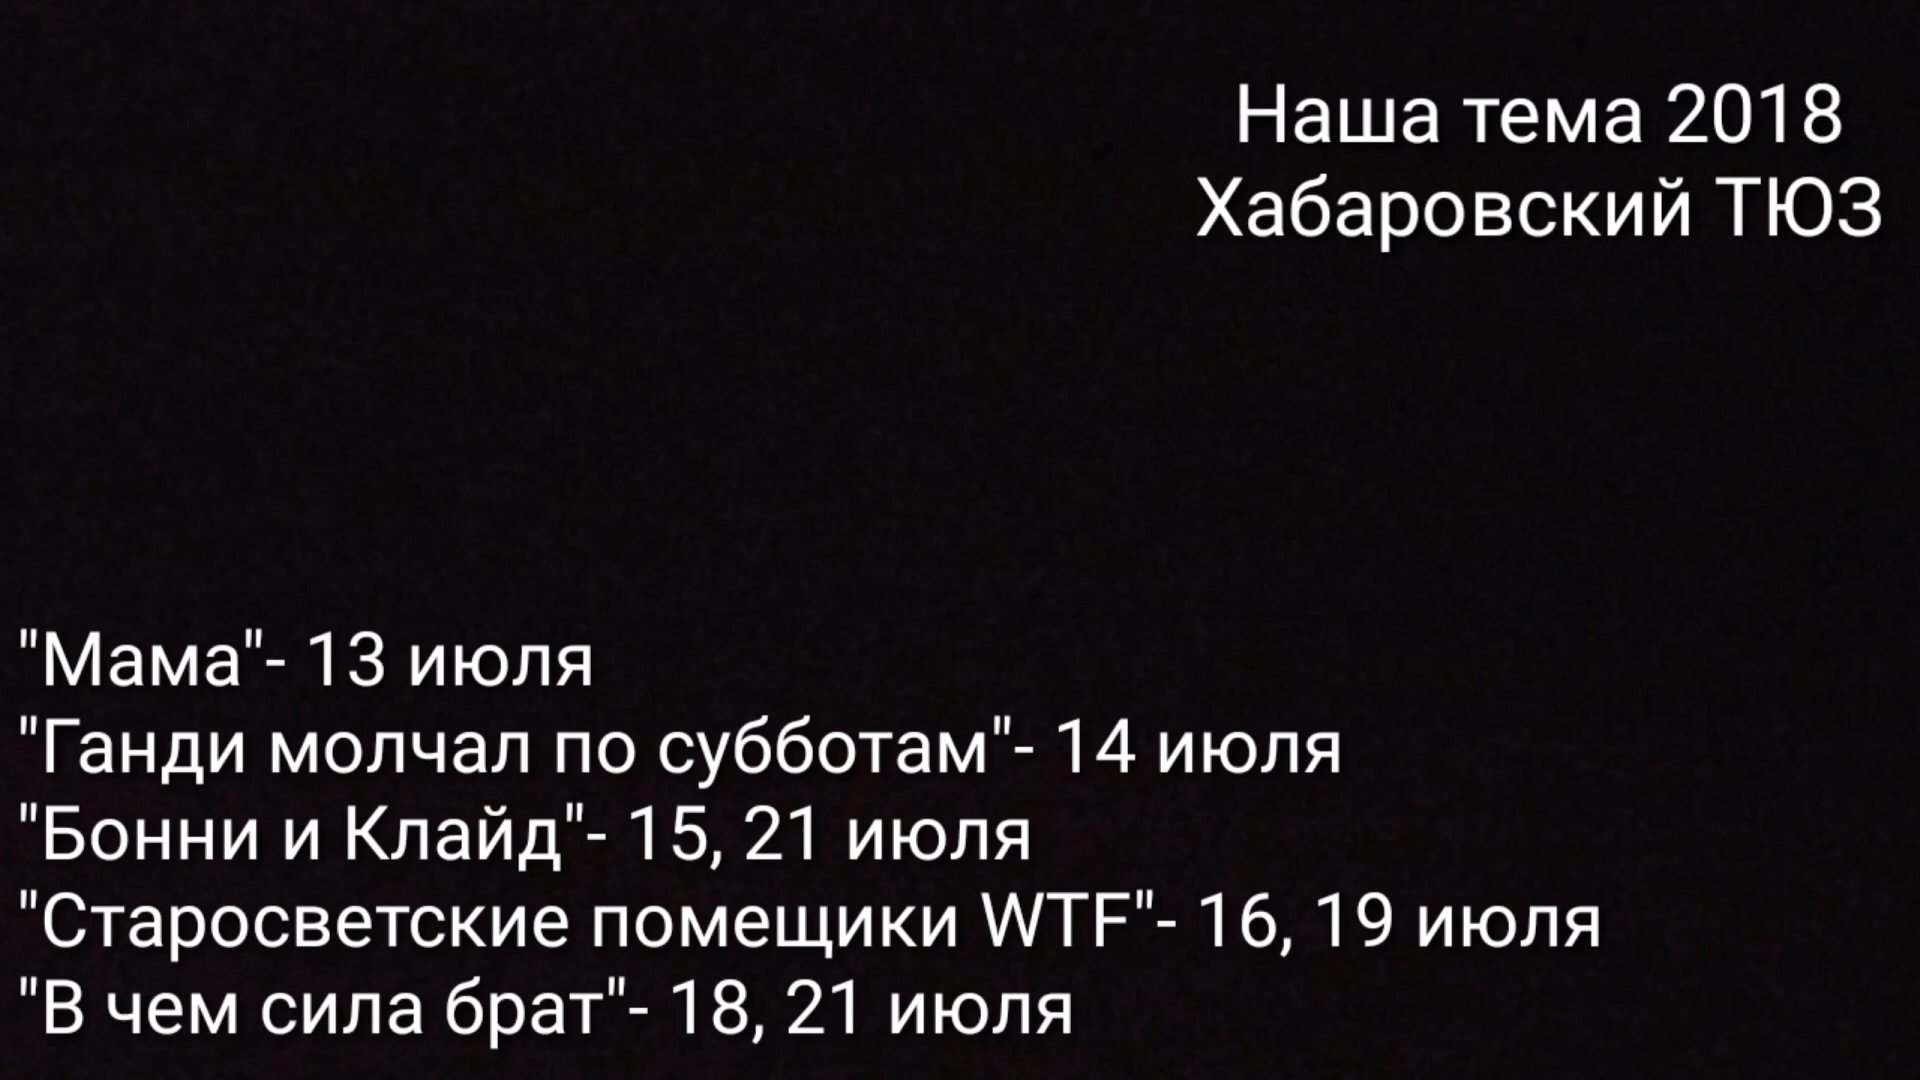 Наша тема 2018
Хабаровский ТЮЗ
"Мама"- 13 июля
"Ганди молчал по субботам"- 14 июля
"Бонни и Клайд"- 15, 21 июля
"Старосветские помещики WTF"- 16, 19 июля
"В чем сила брат"- 18, 21 июля